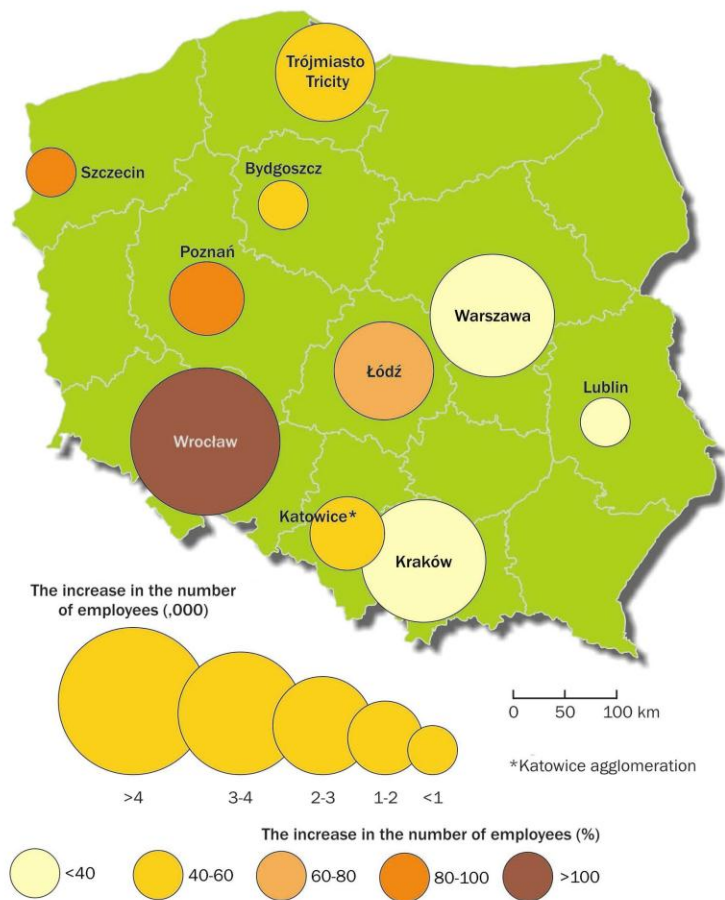 Trójmiasto
Tricity
Szczecin
Bydgoszcz
Poznań
Warszawa
Łódź
Lublin
Wrocław
Katowice*
Kraków
The increase in the number
of employees (,000)
0 50 100 km
*Katowice agglomeration
>4 3-4 2-3 1-2 <1
The increase in the number of employees (%)
<40 40-60 60-80 80-100 >100